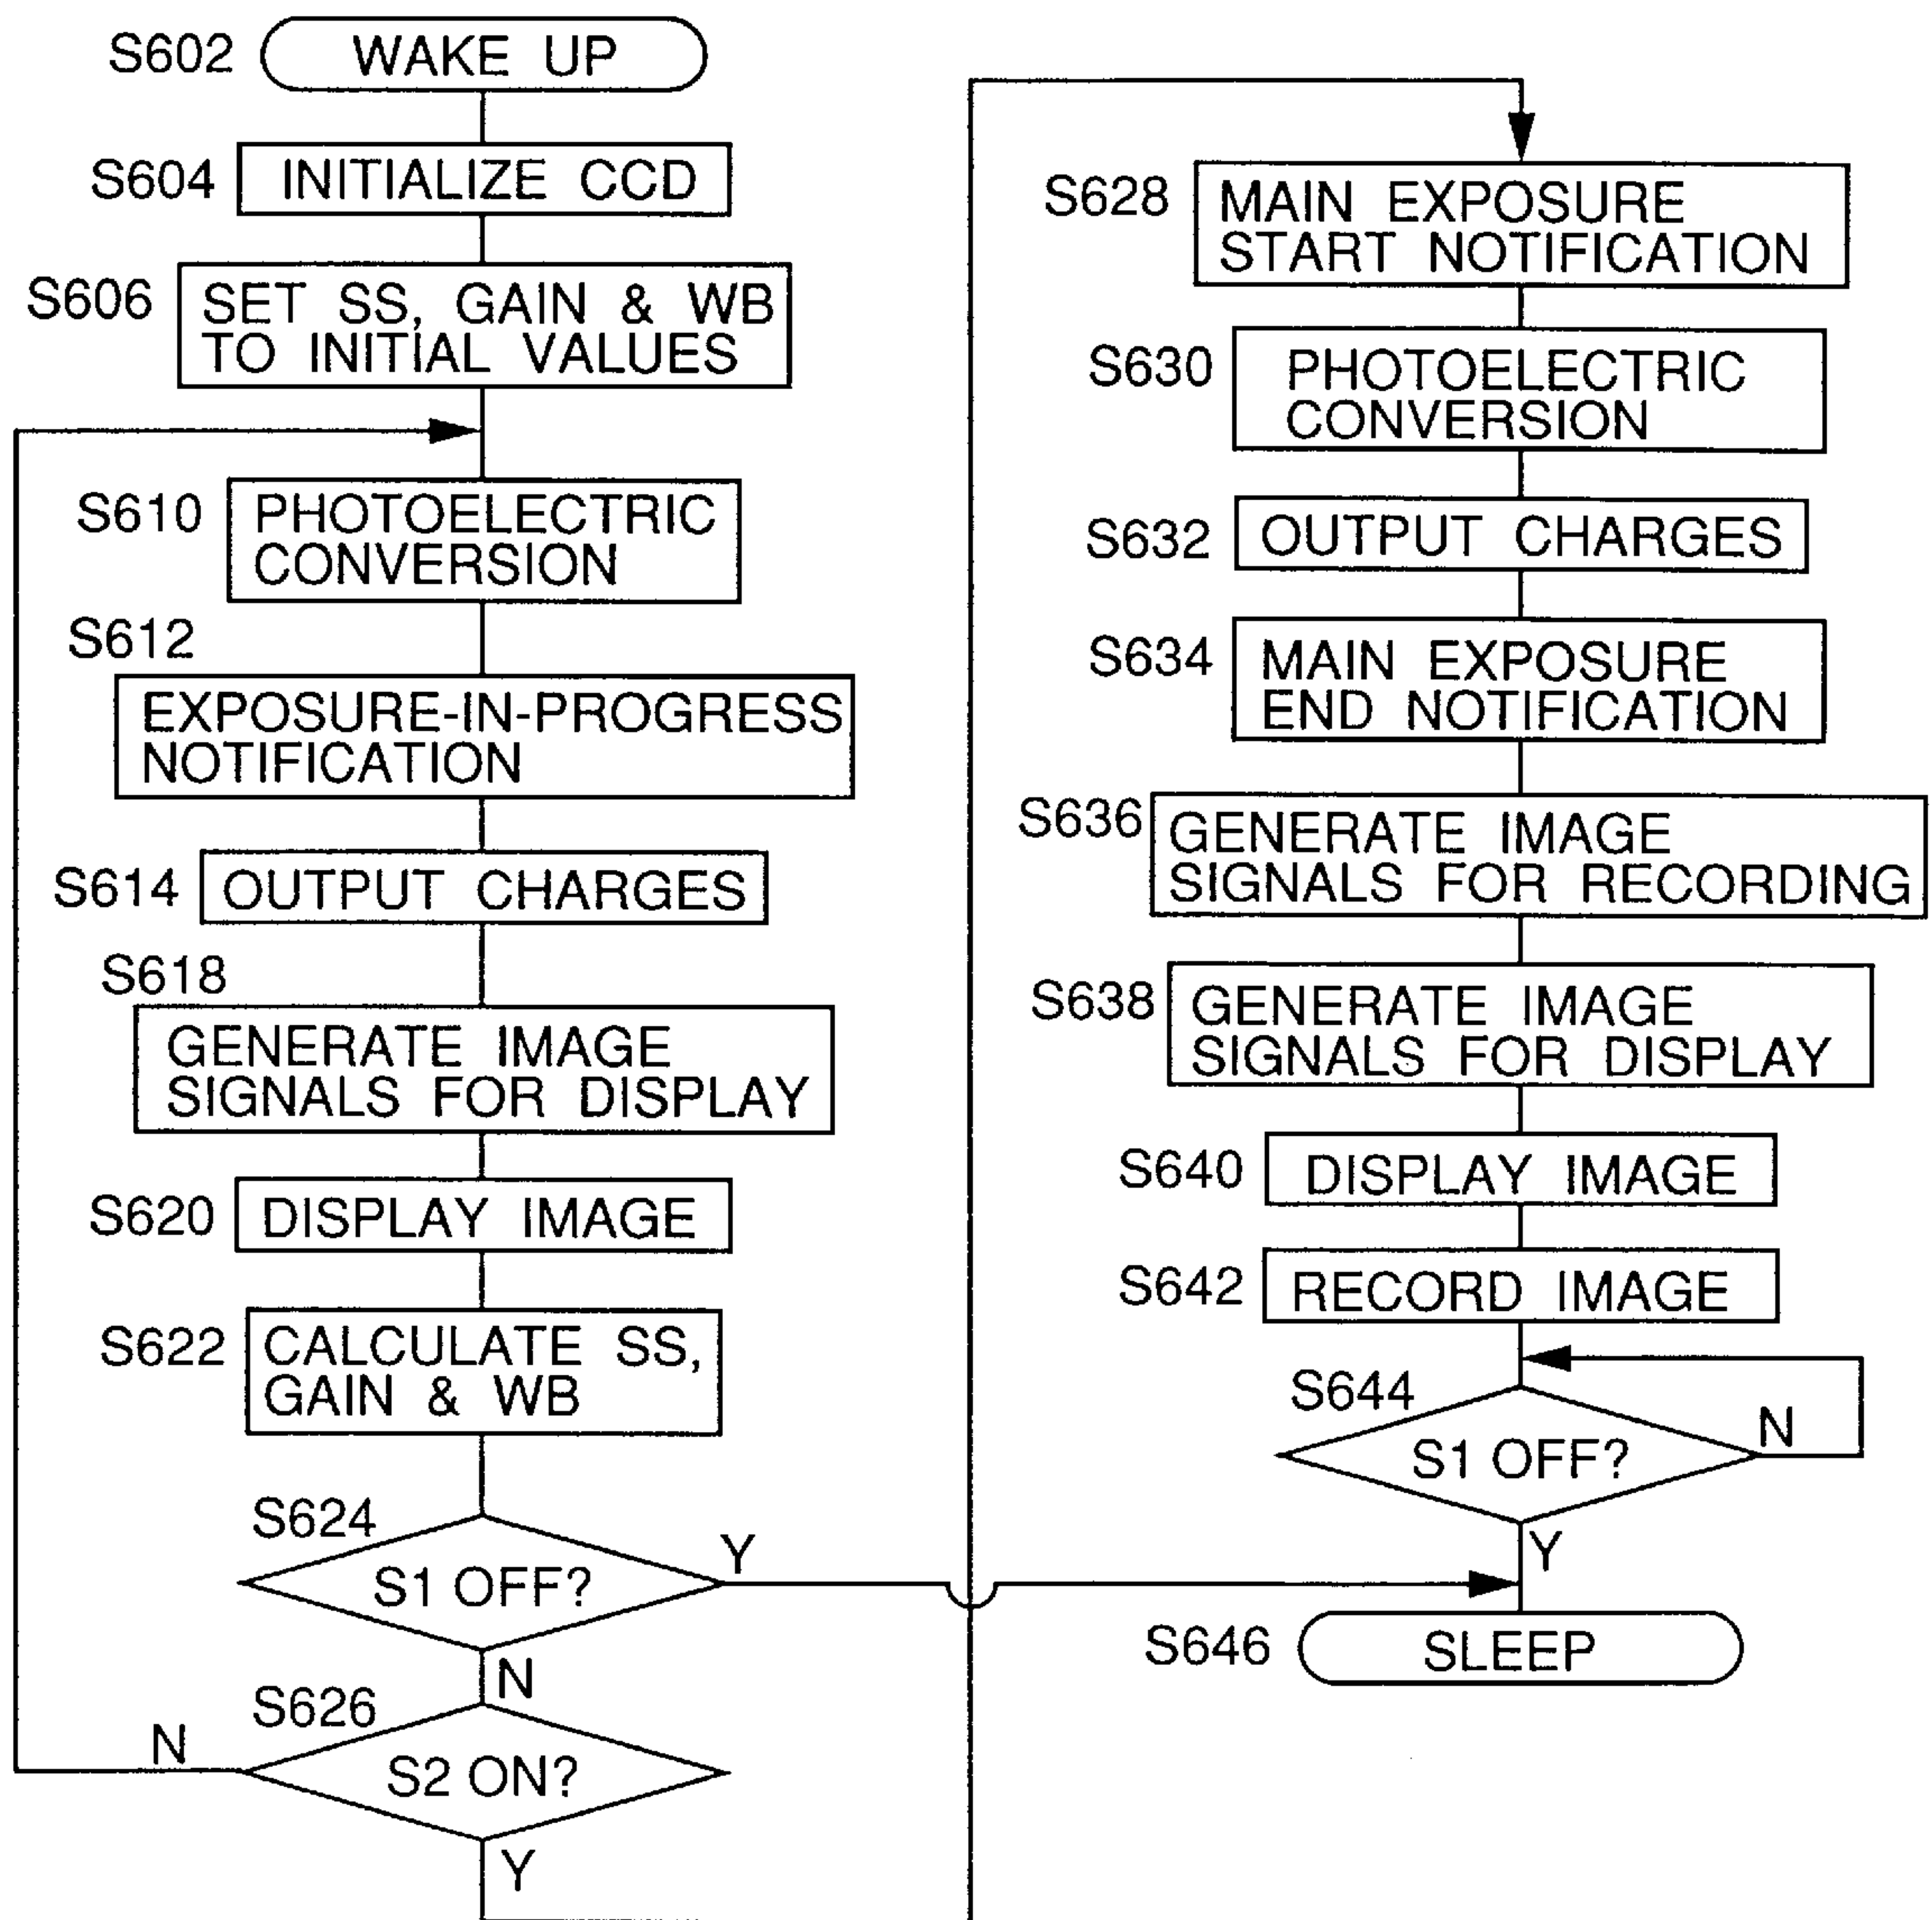 S602 WAKE UP
S604 INITIALIZE CCD
S606 SET SS, GAIN & WB
TO INITIAL VALUES
S610 PHOTOELECTRIC
CONVERSION
S612
EXPOSURE-IN-PROGRESS
NOTIFICATION
S614 OUTPUT CHARGES
S618
GENERATE IMAGE
SIGNALS FOR DISPLAY
S620 DISPLAY IMAGE
S622 CALCULATE SS,
GAIN & WB
S624
S1 OFF?
Y
N
S626
S2 ON?
N
Y
S628 MAIN EXPOSURE
START NOTIFICATION
S630 PHOTOELECTRIC
CONVERSION
S632 OUTPUT CHARGES
S634 MAIN EXPOSURE
END NOTIFICATION
S636 GENERATE IMAGE
SIGNALS FOR RECORDING
S638 GENERATE IMAGE
SIGNALS FOR DISPLAY
S640 DISPLAY IMAGE
S642 RECORD IMAGE
S644
S1 OFF?
N
Y
S646 SLEEP